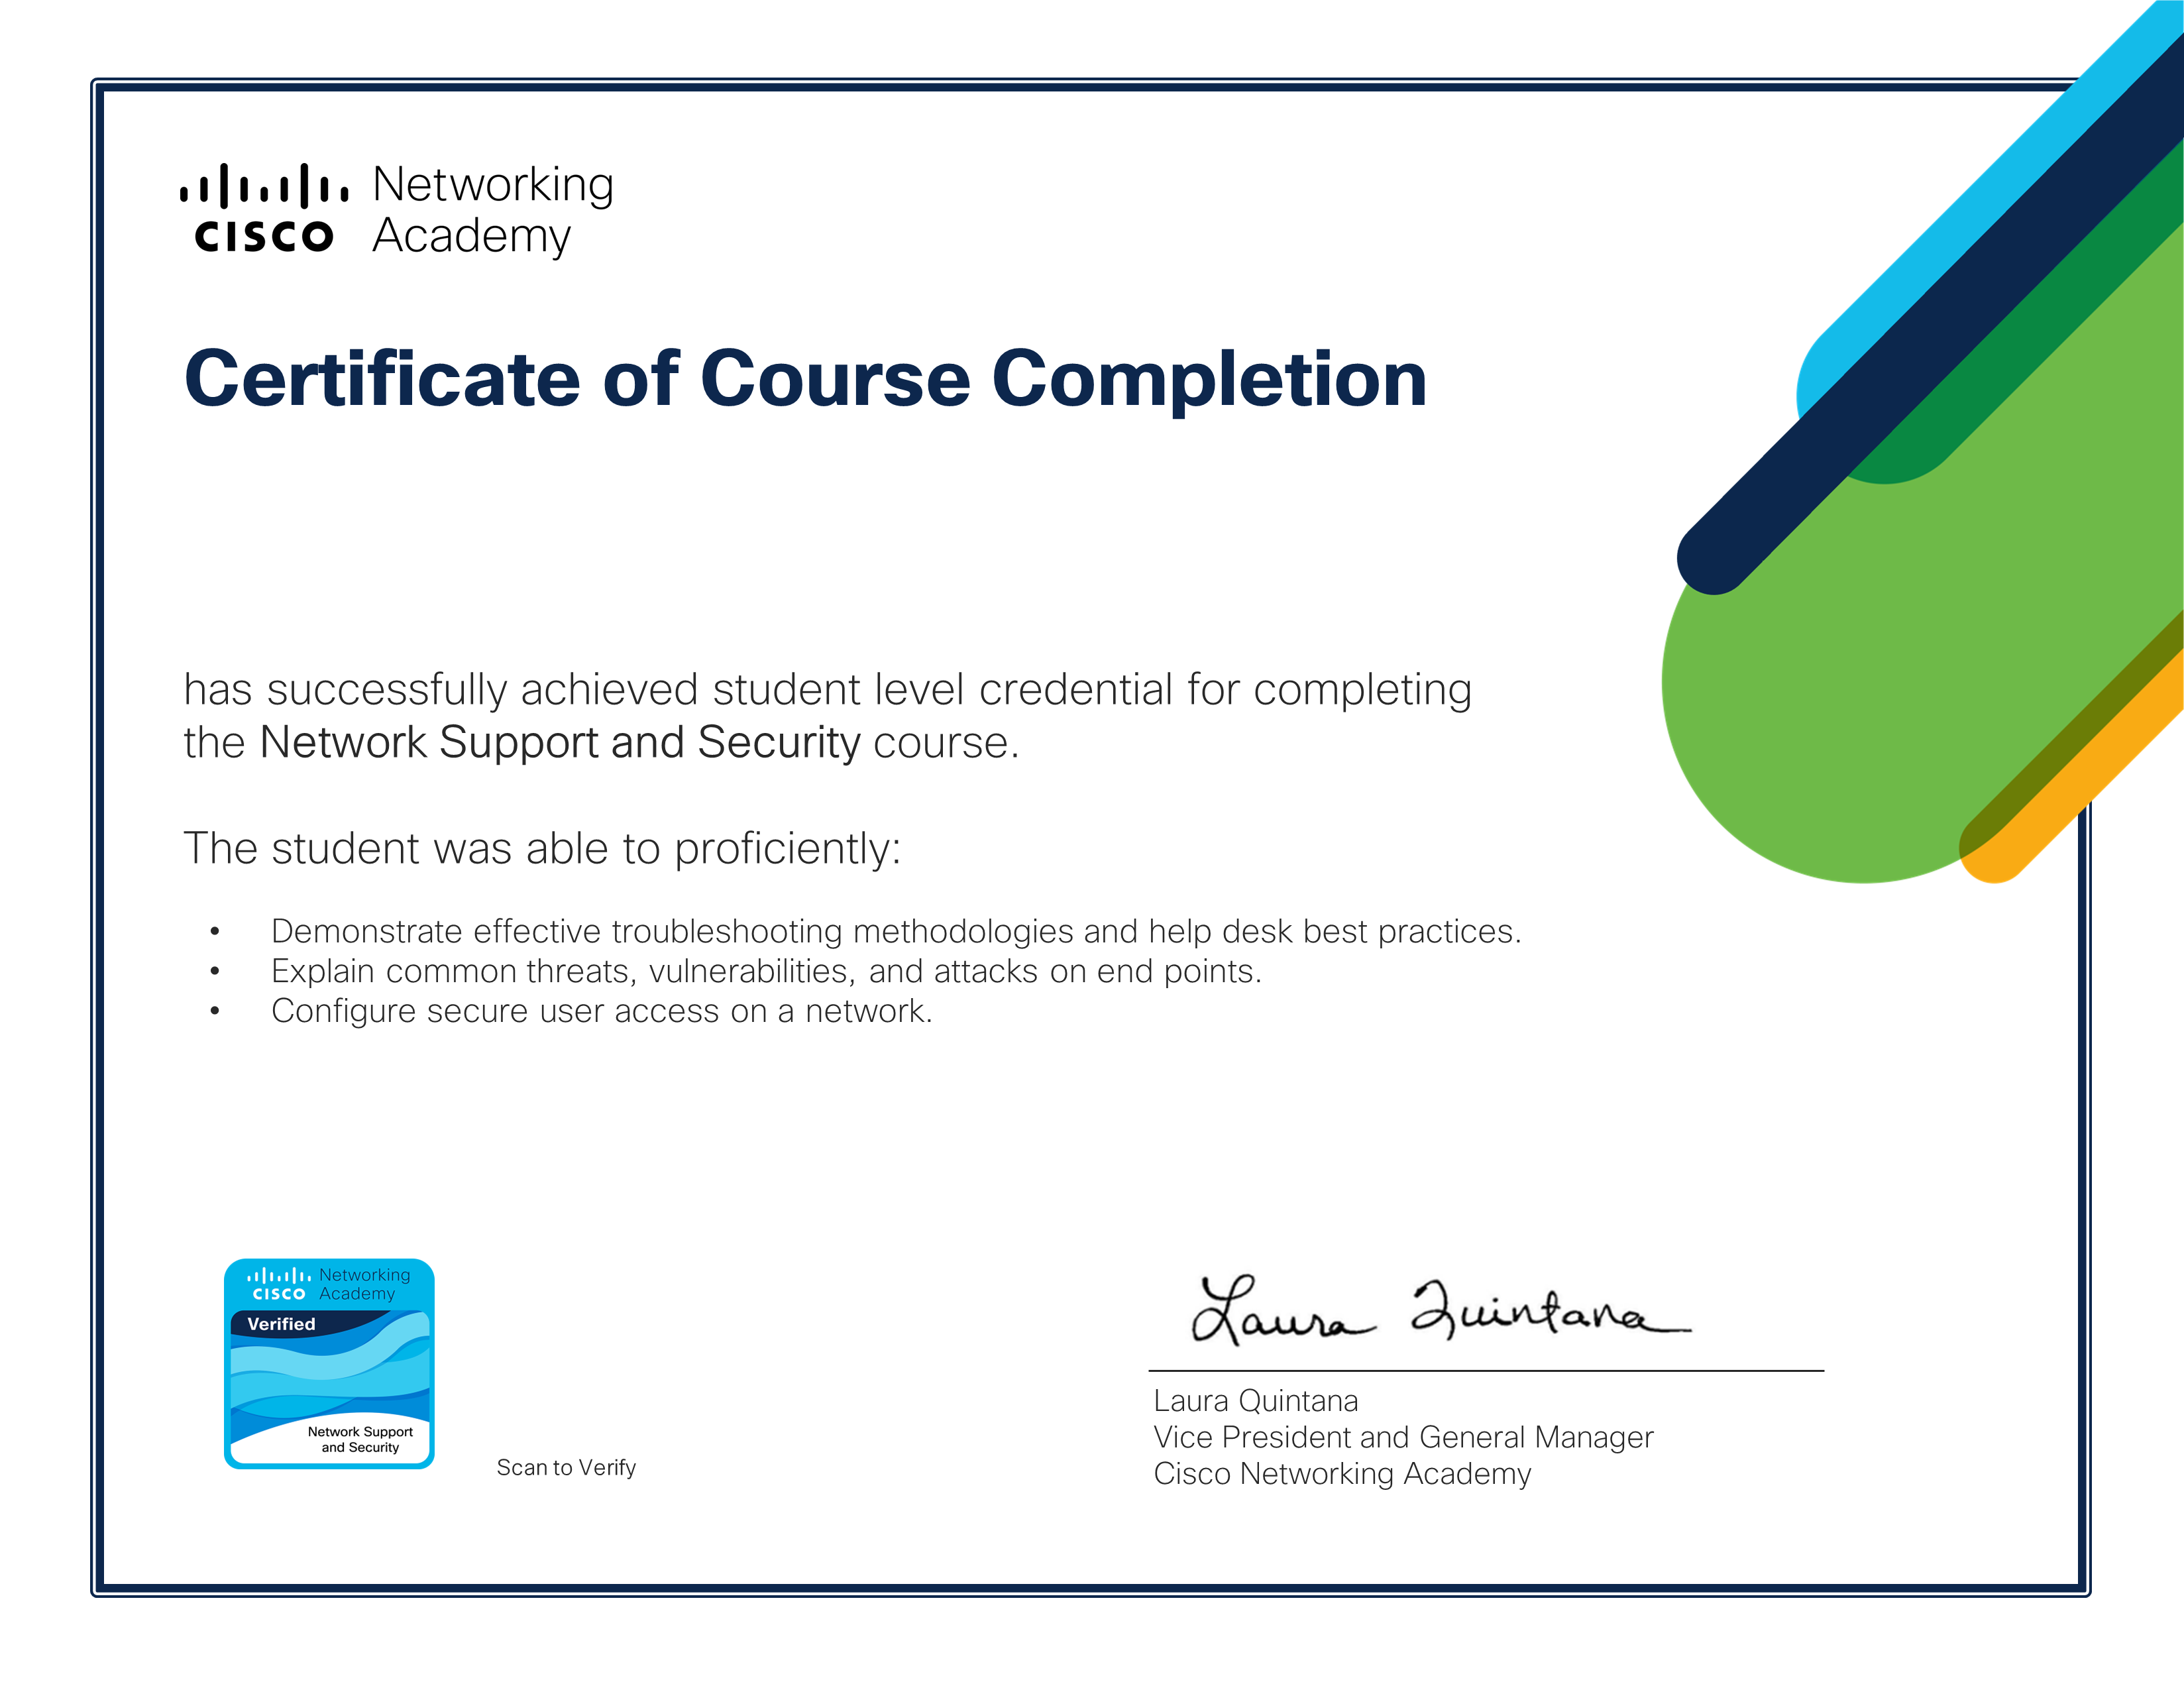 Networking
Academy
CISCO
Certificate of Course Completion
has successfully achieved student level credential for completing
the Network Support and Security course.
The student was able to proficiently:
• Demonstrate effective troubleshooting methodologies and help desk best practices.
• Explain common threats, vulnerabilities, and attacks on end points.
• Configure secure user access on a network.
Networking
CISCO Academy
Verified
Network Support
and Security
Scan to Verify
Laura Quintana
Laura Quintana
Vice President and General Manager
Cisco Networking Academy